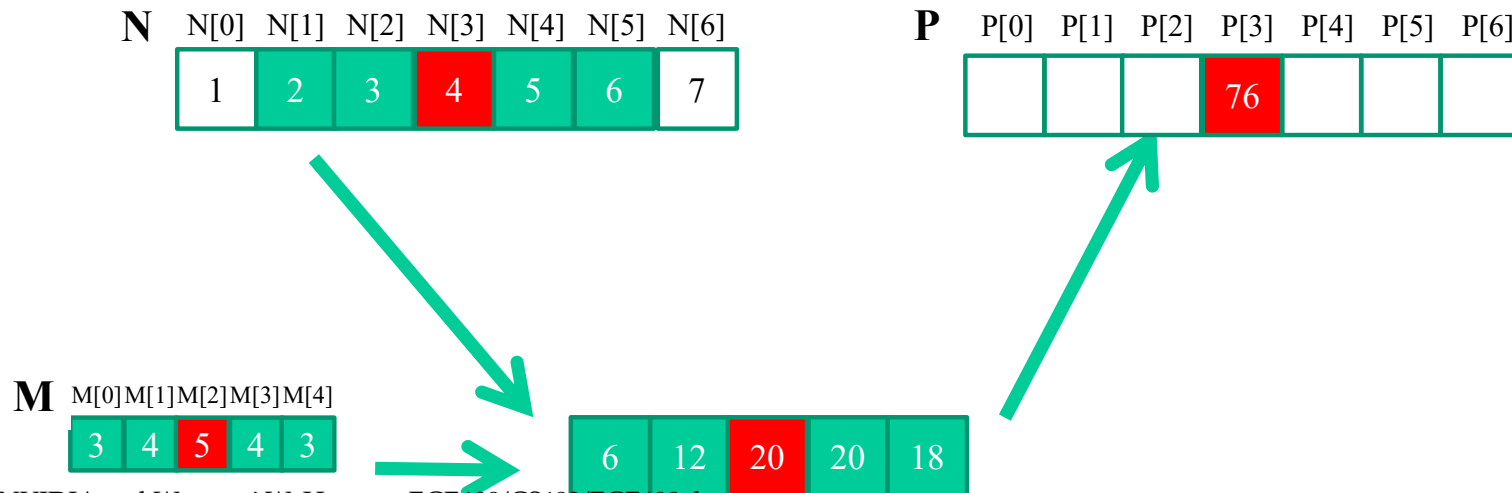 N N[0] N[1] N[2] N[3] N[4] N[5] N[6]
1 2 3 4 5 6 7
P P[0] P[1] P[2] P[3] P[4] P[5] P[6]
76
M M[0] M[1] M[2] M[3] M[4]
3 4 5 4 3
6 12 20 20 18